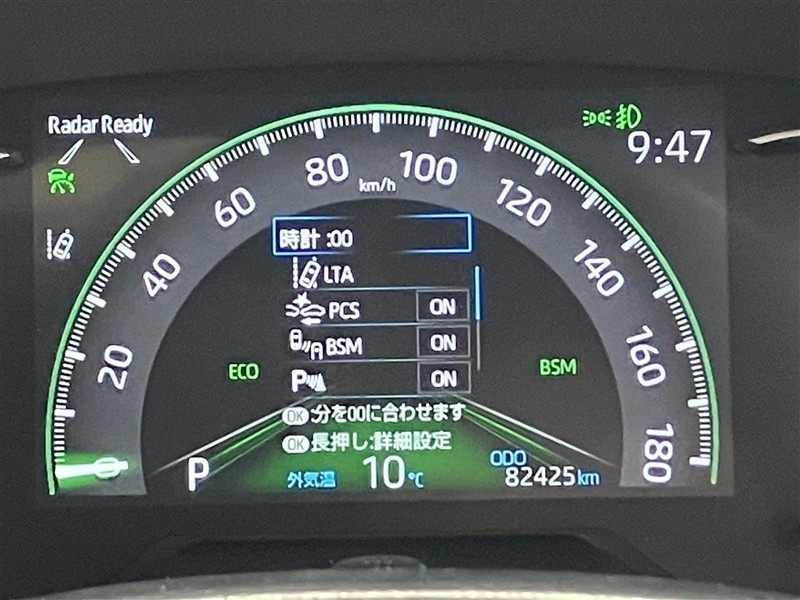 Radar Ready
9:47
80
100
km/h
60
120
40
140
20
160
180
時計 :00
LTA
PCS ON
BSM ON
P ON
ECO
BSM
OK:分を00に合わせます
OK長押し:詳細設定
P
外気温 10℃
ODO
82425km